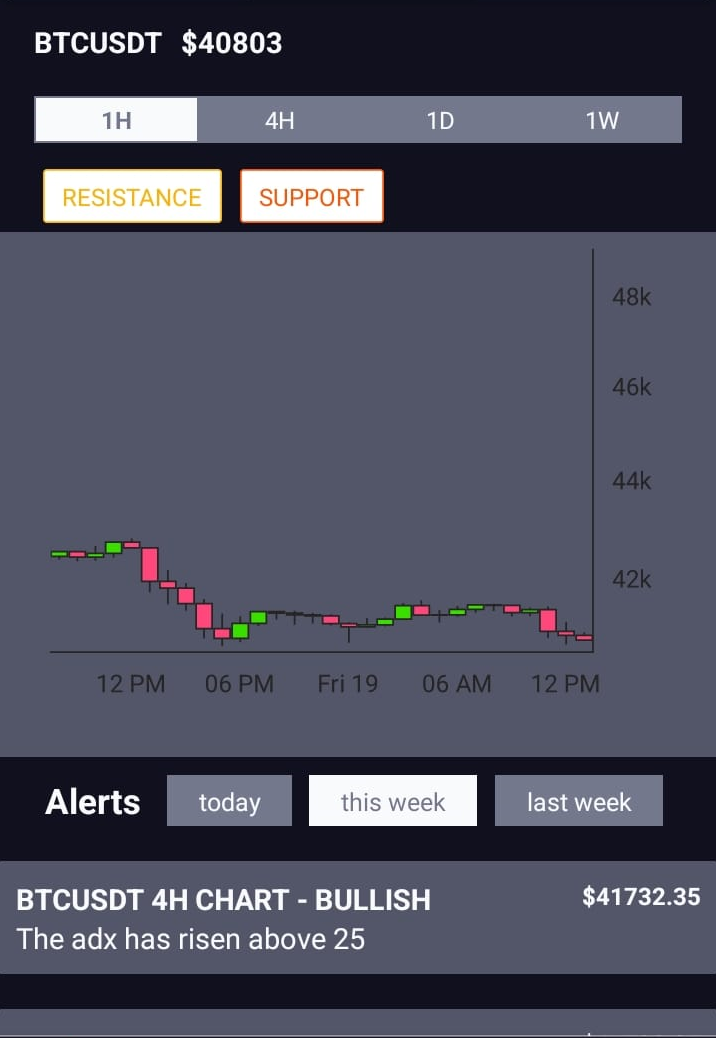 BTCUSDT $40803
1H 4H 1D 1W
RESISTANCE SUPPORT
48k
46k
44k
42k
12 PM 06 PM Fri 19 06 AM 12 PM
Alerts today this week last week
BTCUSDT 4H CHART - BULLISH $41732.35
The adx has risen above 25